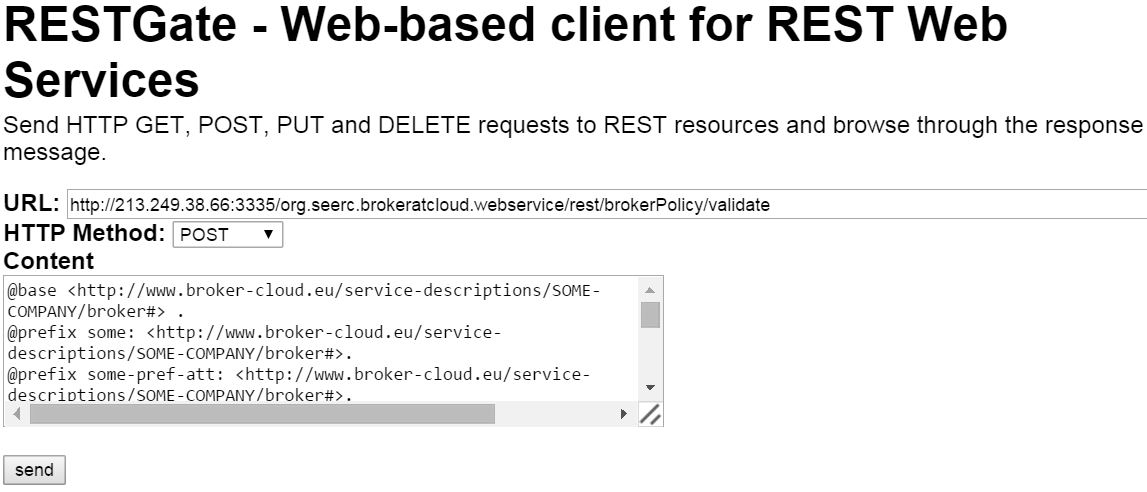 RESTGate - Web-based client for REST Web
Services
Send HTTP GET, POST, PUT and DELETE requests to REST resources and browse through the response
message.
URL: http://213.249.38.66:3335/org.seerc.brokeratcloud.webservice/rest/brokerPolicy/validate
HTTP Method: POST
Content
@base <http://www.broker-cloud.eu/service-descriptions/SOME-
COMPANY/broker#> .
@prefix some: <http://www.broker-cloud.eu/service-
descriptions/SOME-COMPANY/broker#>.
@prefix some-pref-att: <http://www.broker-cloud.eu/service-
descriptions/SOME-COMPANY/broker#>.
send